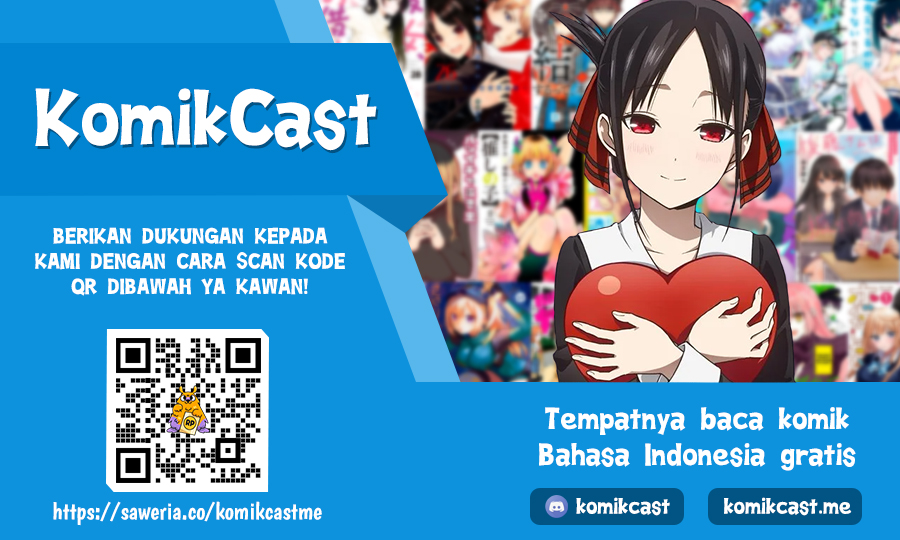 KomikCast
BERIKAN DUKUNGAN KEPADA
KAMI DENGAN CARA SCAN KODE
QR DIBAWAH YA KAWAN!
RP
https://saweria.co/komikcastme
Tempatnya baca komik
Bahasa Indonesia gratis
komikcast
komikcast.me